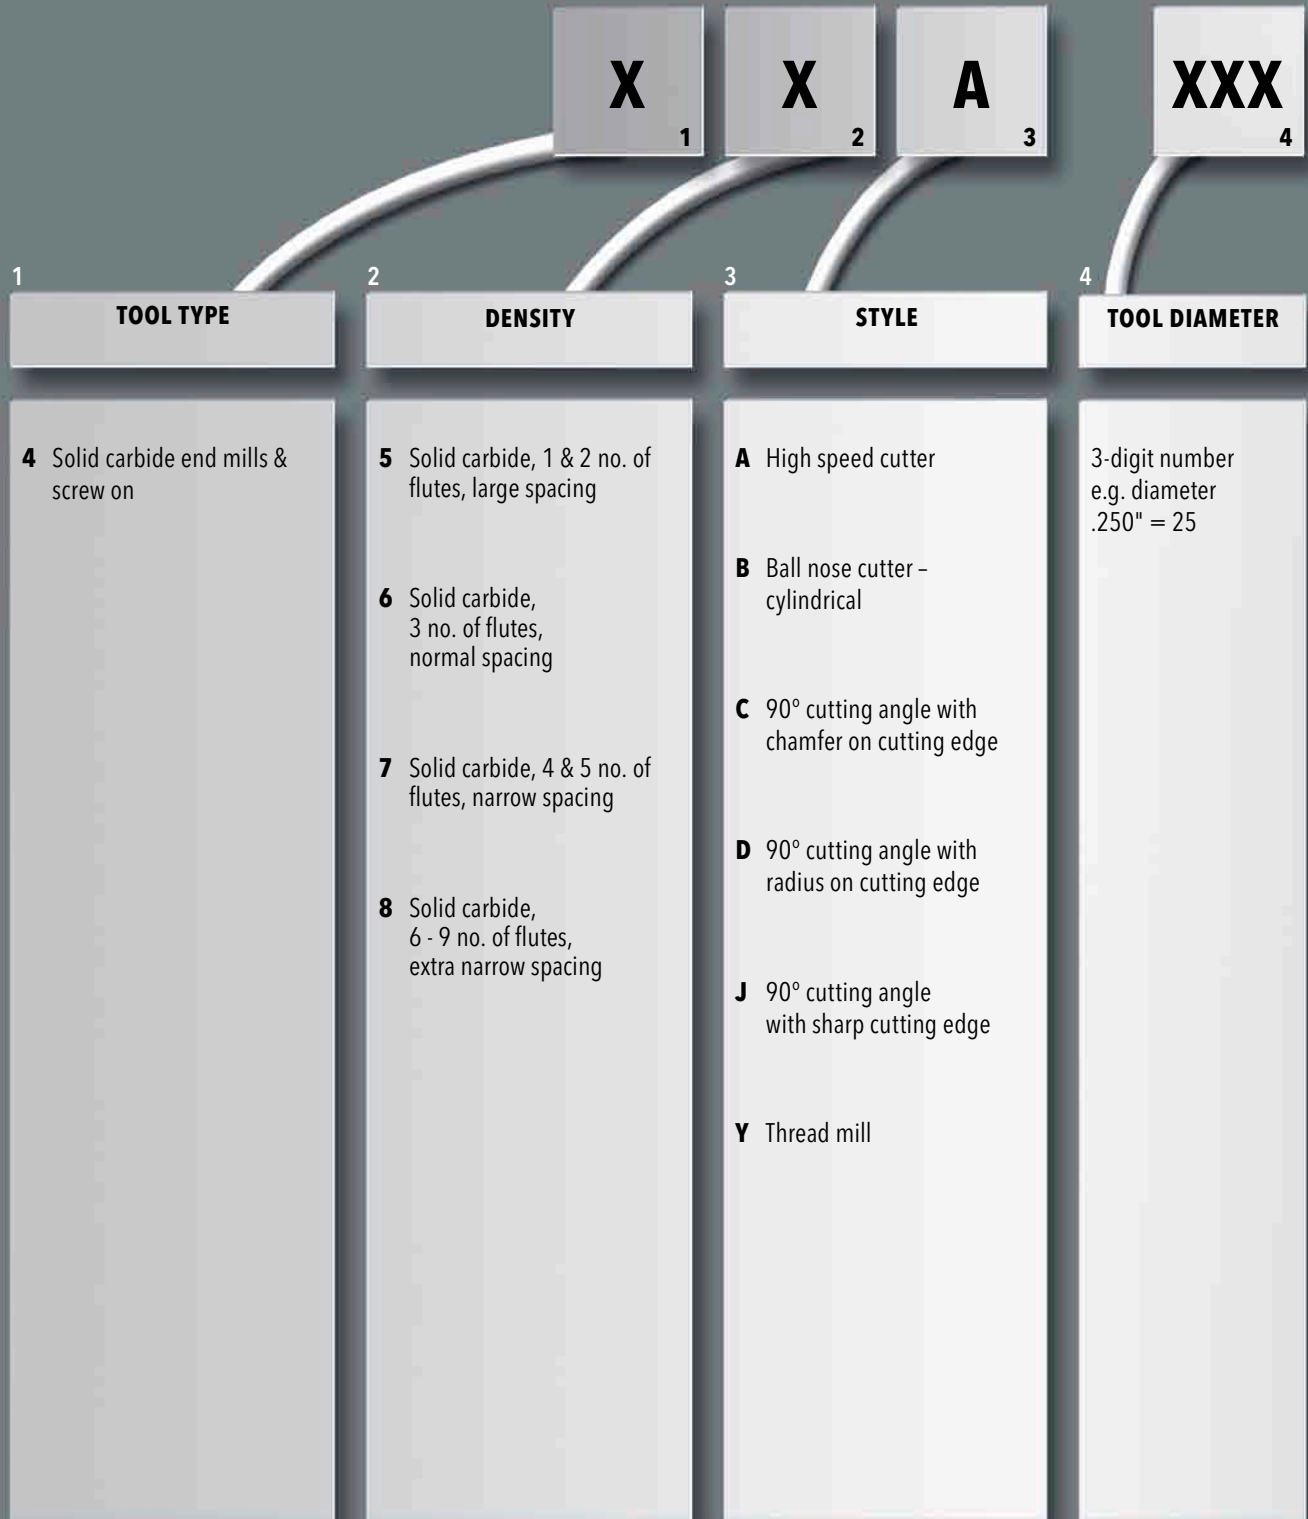 X
1
X
2
A
3
XXX
4
1
TOOL TYPE
4 Solid carbide end mills &
screw on
2
DENSITY
5 Solid carbide, 1 & 2 no. of
flutes, large spacing
6 Solid carbide,
3 no. of flutes,
normal spacing
7 Solid carbide, 4 & 5 no. of
flutes, narrow spacing
8 Solid carbide,
6 - 9 no. of flutes,
extra narrow spacing
3
STYLE
A High speed cutter
B Ball nose cutter –
cylindrical
C 90º cutting angle with
chamfer on cutting edge
D 90º cutting angle with
radius on cutting edge
J 90º cutting angle
with sharp cutting edge
Y Thread mill
4
TOOL DIAMETER
3-digit number
e.g. diameter
.250" = 25